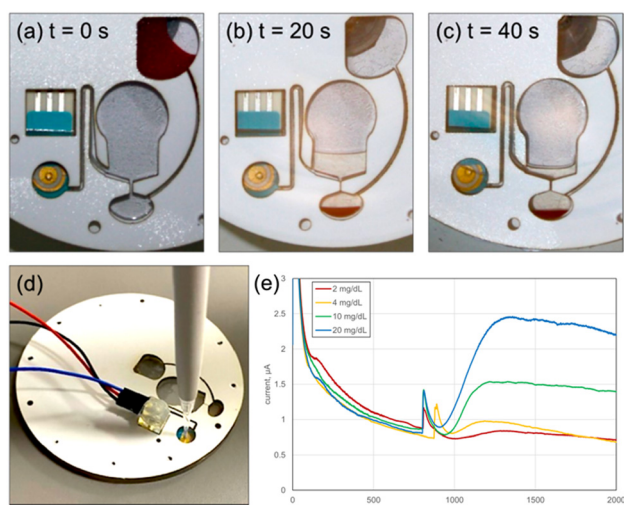 (a) t = 0 s
(b) t = 20 s
(c) t = 40 s
(d)
(e)
3
2.5
2
1.5
1
0.5
0
current, µA
2 mg/dL
4 mg/dL
10 mg/dL
20 mg/dL
0
500
1000
1500
2000